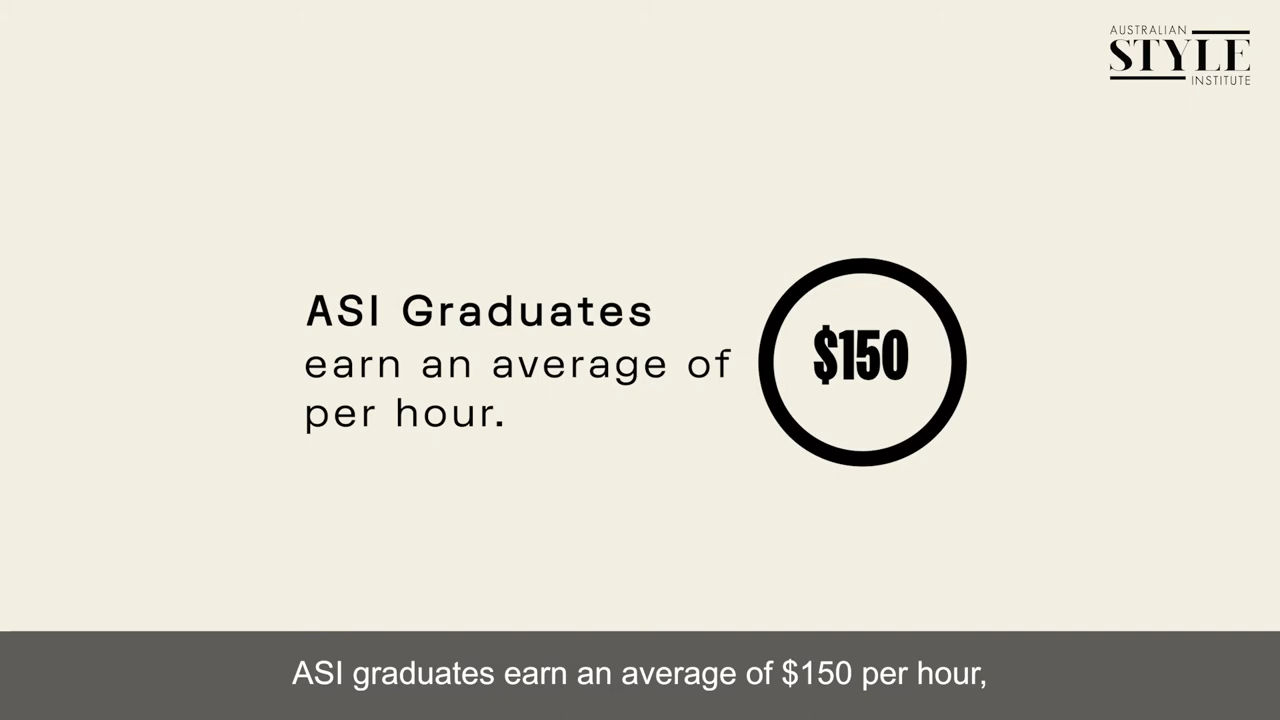 AUSTRALIAN
STYLE
INSTITUTE
ASI Graduates
earn an average of
per hour.
$150
ASI graduates earn an average of $150 per hour,